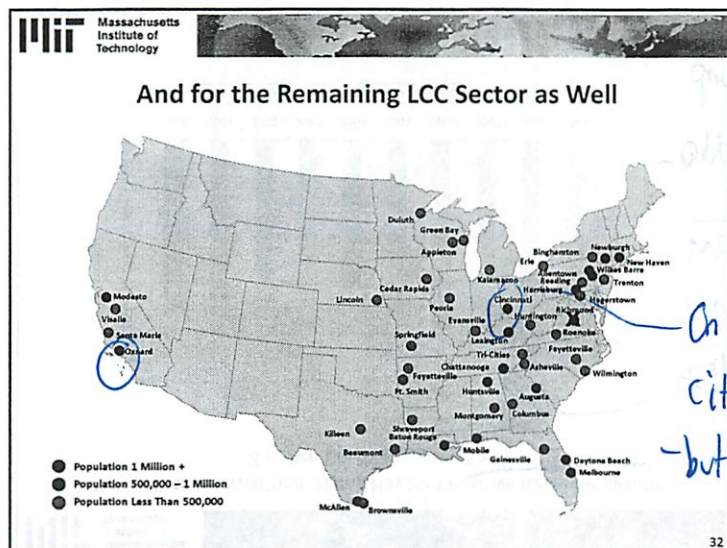 Massachusetts
Institute of
Technology
And for the Remaining LCC Sector as Well
Duluth
Green Bay
Appleton
Binghamton
Newburgh
New Haven
Erie
Allentown
Wilkes Barre
Reading
Trenton
Kalamazoo
Harrisburg
Hagerstown
Cedar Rapids
Lincoln
Peoria
Cincinnati
Modesto
Visalia
Evansville
Huntington
Richmond
Roanoke
Santa Maria
Oxnard
Springfield
Lexington
Tri-Cities
Fayetteville
Chattanooga
Asheville
Wilmington
Fayetteville
Ft. Smith
Huntsville
Augusta
Montgomery
Columbus
Killeen
Shreveport
Baton Rouge
Beaumont
Mobile
Gainesville
Daytona Beach
Melbourne
McAllen
Brownsville
Population 1 Million +
Population 500,000 – 1 Million
Population Less Than 500,000
32
cit
but